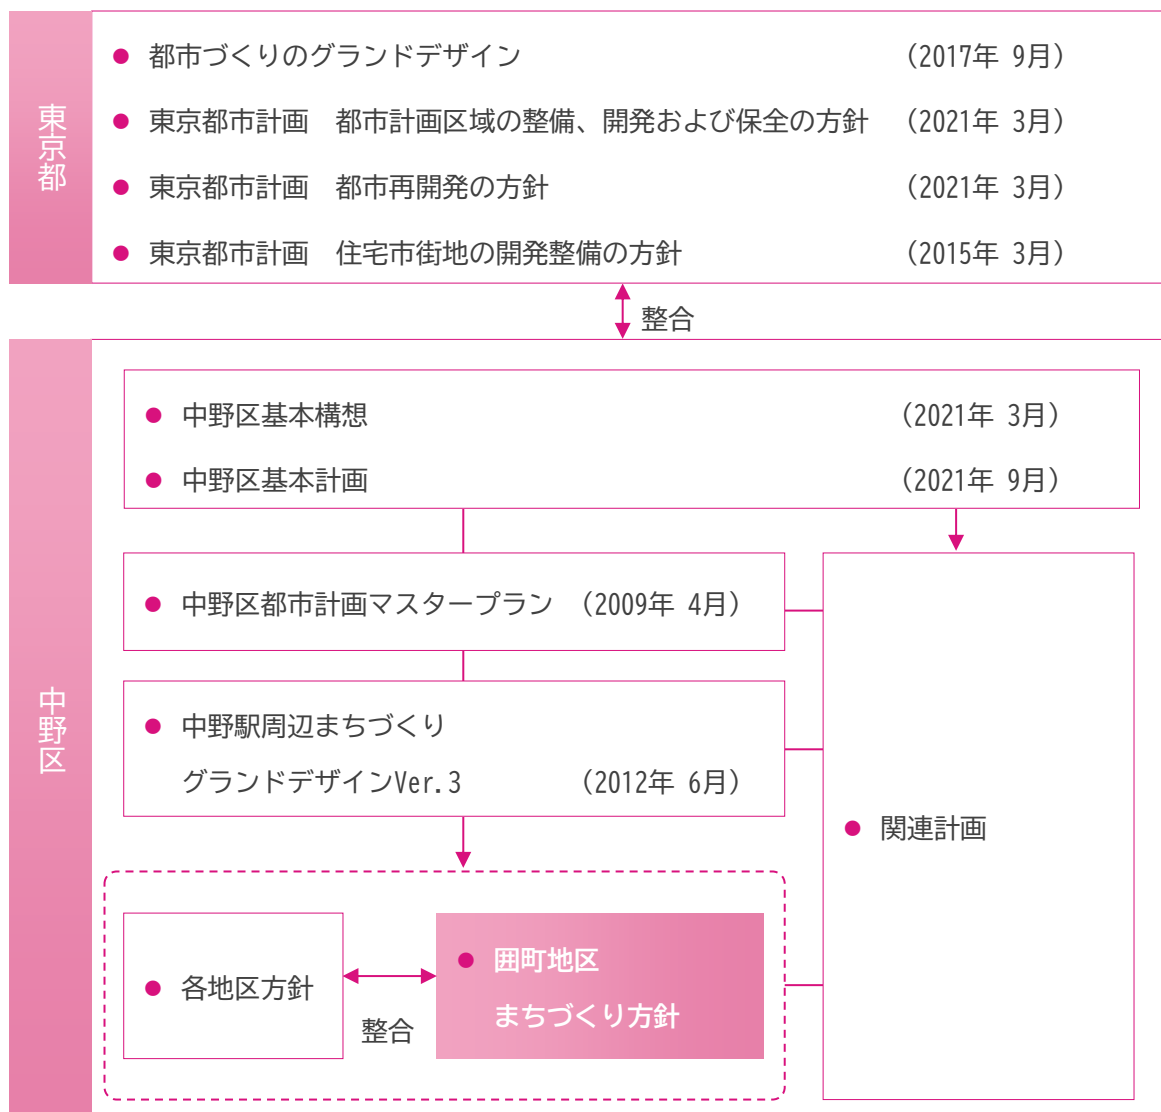 東京都
都市づくりのグランドデザイン (2017年 9月)
東京都市計画 都市計画区域の整備、開発および保全の方針 (2021年 3月)
東京都市計画 都市再開発の方針 (2021年 3月)
東京都市計画 住宅市街地の開発整備の方針 (2015年 3月)
整合
中野区
中野区基本構想 (2021年 3月)
中野区基本計画 (2021年 9月)
中野区都市計画マスタープラン (2009年 4月)
中野駅周辺まちづくり
グランドデザインVer.3 (2012年 6月)
関連計画
各地区方針
整合
囲町地区
まちづくり方針